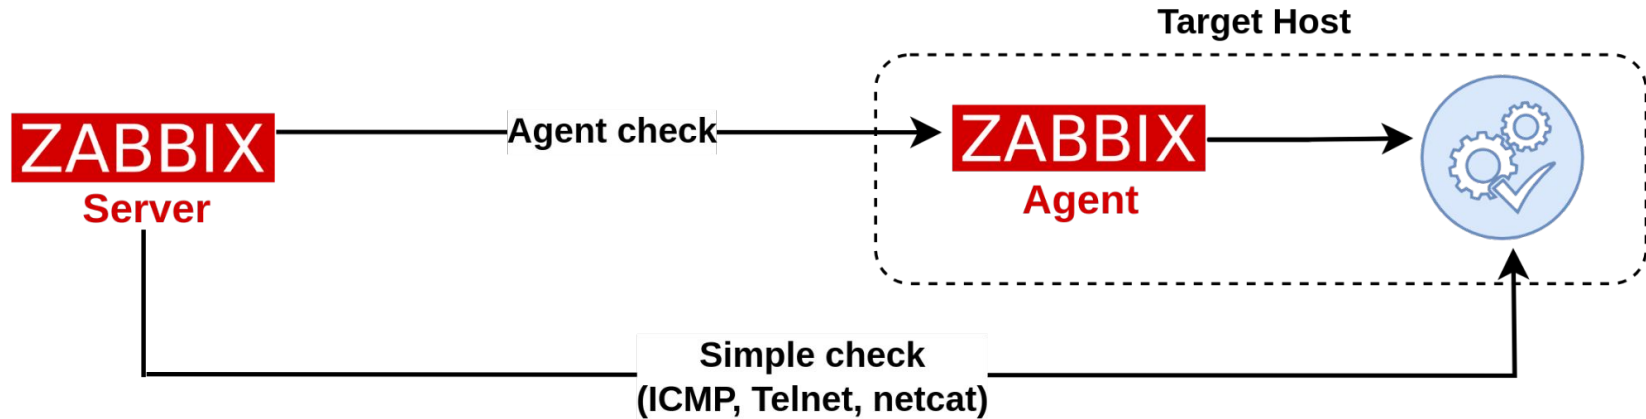 Target Host
ZABBIX
Server
Agent check
ZABBIX
Agent
Simple check
(ICMP, Telnet, netcat)